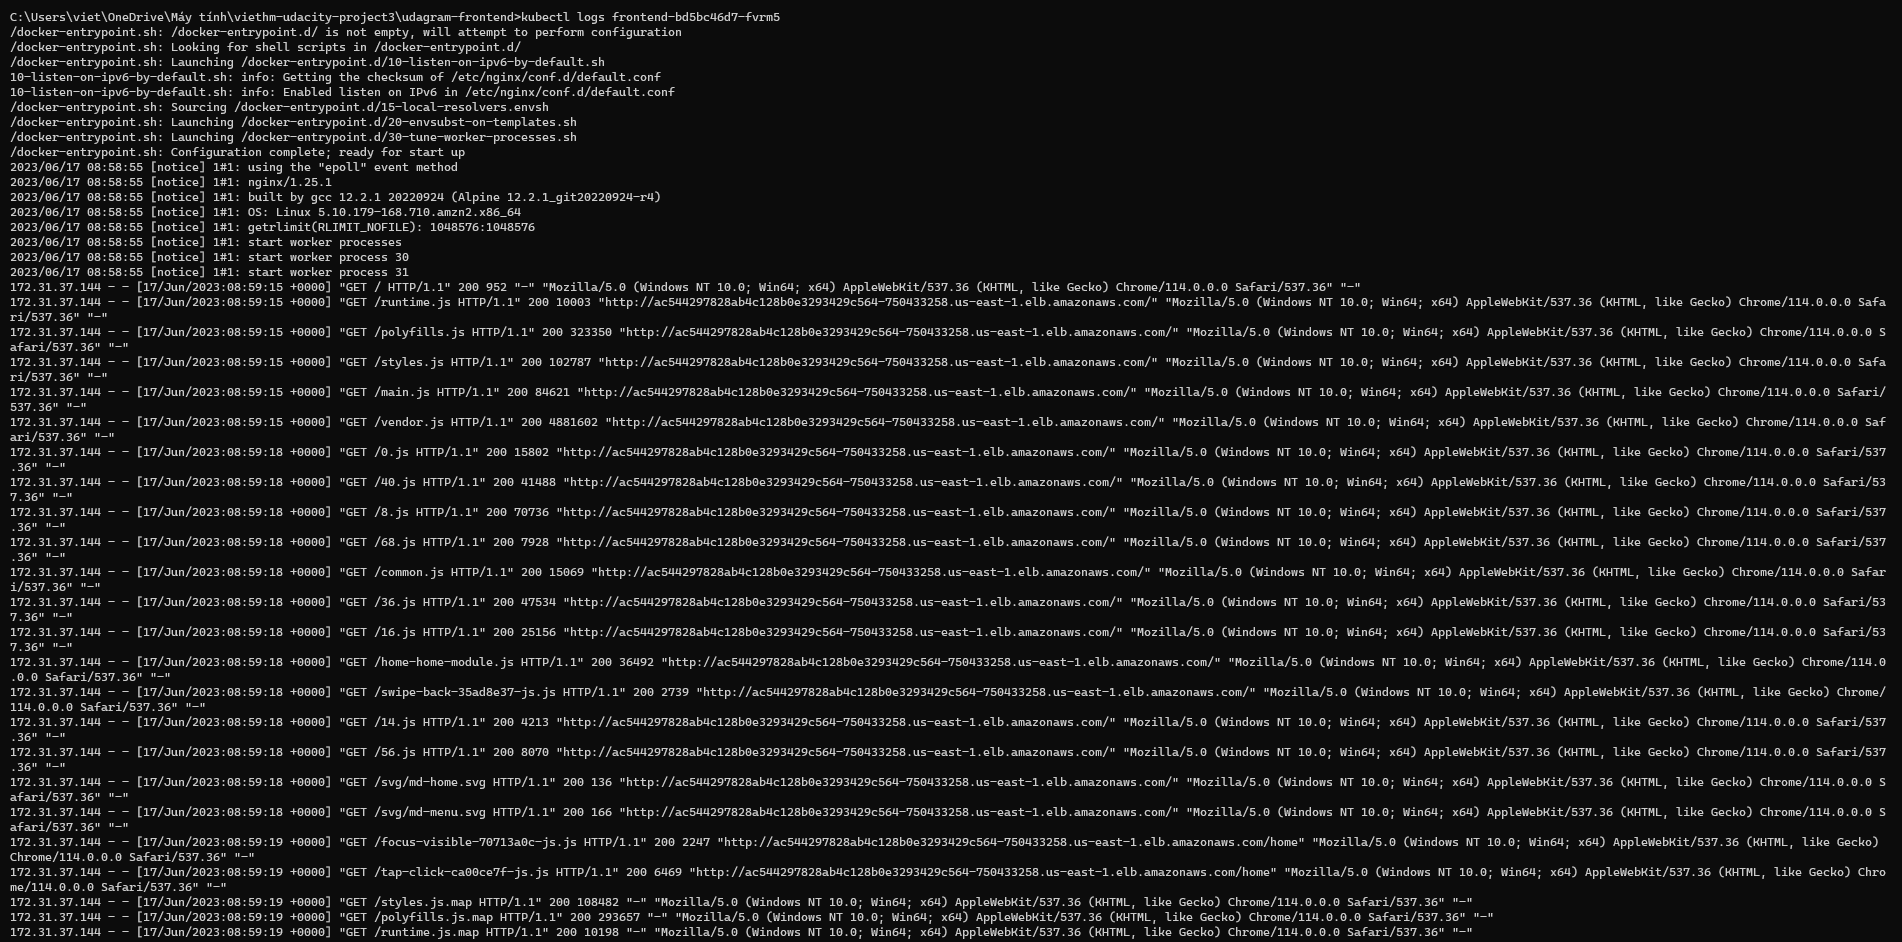 C:\Users\viet\OneDrive\Máy tính\viethm-udacity-project3\udagram-frontend>kubectl logs frontend-bd5bc46d7-fvrm5
/docker-entrypoint.sh: /docker-entrypoint.d/ is not empty, will attempt to perform configuration
/docker-entrypoint.sh: Looking for shell scripts in /docker-entrypoint.d/
/docker-entrypoint.sh: Launching /docker-entrypoint.d/10-listen-on-ipv6-by-default.sh
10-listen-on-ipv6-by-default.sh: info: Getting the checksum of /etc/nginx/conf.d/default.conf
10-listen-on-ipv6-by-default.sh: info: Enabled listen on IPv6 in /etc/nginx/conf.d/default.conf
/docker-entrypoint.sh: Sourcing /docker-entrypoint.d/15-local-resolvers.envsh
/docker-entrypoint.sh: Launching /docker-entrypoint.d/20-envsubst-on-templates.sh
/docker-entrypoint.sh: Launching /docker-entrypoint.d/30-tune-worker-processes.sh
/docker-entrypoint.sh: Configuration complete; ready for start up
2023/06/17 08:58:55 [notice] 1#1: using the "epoll" event method
2023/06/17 08:58:55 [notice] 1#1: nginx/1.25.1
2023/06/17 08:58:55 [notice] 1#1: built by gcc 12.2.1 20220924 (Alpine 12.2.1_git20220924-r4)
2023/06/17 08:58:55 [notice] 1#1: OS: Linux 5.10.179-168.710.amzn2.x86_64
2023/06/17 08:58:55 [notice] 1#1: getrlimit(RLIMIT_NOFILE): 1048576:1048576
2023/06/17 08:58:55 [notice] 1#1: start worker processes
2023/06/17 08:58:55 [notice] 1#1: start worker process 30
2023/06/17 08:58:55 [notice] 1#1: start worker process 31
172.31.37.144 - - [17/Jun/2023:08:59:15 +0000] "GET / HTTP/1.1" 200 952 "-" "Mozilla/5.0 (Windows NT 10.0; Win64; x64) AppleWebKit/537.36 (KHTML, like Gecko) Chrome/114.0.0.0 Safari/537.36" "-"
172.31.37.144 - - [17/Jun/2023:08:59:15 +0000] "GET /runtime.js HTTP/1.1" 200 10003 "http://ac544297828ab4c128b0e3293429c564-750433258.us-east-1.elb.amazonaws.com/" "Mozilla/5.0 (Windows NT 10.0; Win64; x64) AppleWebKit/537.36 (KHTML, like Gecko) Chrome/114.0.0.0 Safa
ri/537.36" "-"
172.31.37.144 - - [17/Jun/2023:08:59:15 +0000] "GET /polyfills.js HTTP/1.1" 200 323350 "http://ac544297828ab4c128b0e3293429c564-750433258.us-east-1.elb.amazonaws.com/" "Mozilla/5.0 (Windows NT 10.0; Win64; x64) AppleWebKit/537.36 (KHTML, like Gecko) Chrome/114.0.0.0 S
afari/537.36" "-"
172.31.37.144 - - [17/Jun/2023:08:59:15 +0000] "GET /styles.js HTTP/1.1" 200 102787 "http://ac544297828ab4c128b0e3293429c564-750433258.us-east-1.elb.amazonaws.com/" "Mozilla/5.0 (Windows NT 10.0; Win64; x64) AppleWebKit/537.36 (KHTML, like Gecko) Chrome/114.0.0.0 Safa
ri/537.36" "-"
172.31.37.144 - - [17/Jun/2023:08:59:15 +0000] "GET /main.js HTTP/1.1" 200 84621 "http://ac544297828ab4c128b0e3293429c564-750433258.us-east-1.elb.amazonaws.com/" "Mozilla/5.0 (Windows NT 10.0; Win64; x64) AppleWebKit/537.36 (KHTML, like Gecko) Chrome/114.0.0.0 Safari/
537.36" "-"
172.31.37.144 - - [17/Jun/2023:08:59:15 +0000] "GET /vendor.js HTTP/1.1" 200 4881602 "http://ac544297828ab4c128b0e3293429c564-750433258.us-east-1.elb.amazonaws.com/" "Mozilla/5.0 (Windows NT 10.0; Win64; x64) AppleWebKit/537.36 (KHTML, like Gecko) Chrome/114.0.0.0 Saf
ari/537.36" "-"
172.31.37.144 - - [17/Jun/2023:08:59:18 +0000] "GET /0.js HTTP/1.1" 200 15802 "http://ac544297828ab4c128b0e3293429c564-750433258.us-east-1.elb.amazonaws.com/" "Mozilla/5.0 (Windows NT 10.0; Win64; x64) AppleWebKit/537.36 (KHTML, like Gecko) Chrome/114.0.0.0 Safari/537
.36" "-"
172.31.37.144 - - [17/Jun/2023:08:59:18 +0000] "GET /40.js HTTP/1.1" 200 41488 "http://ac544297828ab4c128b0e3293429c564-750433258.us-east-1.elb.amazonaws.com/" "Mozilla/5.0 (Windows NT 10.0; Win64; x64) AppleWebKit/537.36 (KHTML, like Gecko) Chrome/114.0.0.0 Safari/53
7.36" "-"
172.31.37.144 - - [17/Jun/2023:08:59:18 +0000] "GET /8.js HTTP/1.1" 200 70736 "http://ac544297828ab4c128b0e3293429c564-750433258.us-east-1.elb.amazonaws.com/" "Mozilla/5.0 (Windows NT 10.0; Win64; x64) AppleWebKit/537.36 (KHTML, like Gecko) Chrome/114.0.0.0 Safari/537
.36" "-"
172.31.37.144 - - [17/Jun/2023:08:59:18 +0000] "GET /68.js HTTP/1.1" 200 7928 "http://ac544297828ab4c128b0e3293429c564-750433258.us-east-1.elb.amazonaws.com/" "Mozilla/5.0 (Windows NT 10.0; Win64; x64) AppleWebKit/537.36 (KHTML, like Gecko) Chrome/114.0.0.0 Safari/537
.36" "-"
172.31.37.144 - - [17/Jun/2023:08:59:18 +0000] "GET /common.js HTTP/1.1" 200 15069 "http://ac544297828ab4c128b0e3293429c564-750433258.us-east-1.elb.amazonaws.com/" "Mozilla/5.0 (Windows NT 10.0; Win64; x64) AppleWebKit/537.36 (KHTML, like Gecko) Chrome/114.0.0.0 Safar
i/537.36" "-"
172.31.37.144 - - [17/Jun/2023:08:59:18 +0000] "GET /36.js HTTP/1.1" 200 47534 "http://ac544297828ab4c128b0e3293429c564-750433258.us-east-1.elb.amazonaws.com/" "Mozilla/5.0 (Windows NT 10.0; Win64; x64) AppleWebKit/537.36 (KHTML, like Gecko) Chrome/114.0.0.0 Safari/53
7.36" "-"
172.31.37.144 - - [17/Jun/2023:08:59:18 +0000] "GET /16.js HTTP/1.1" 200 25156 "http://ac544297828ab4c128b0e3293429c564-750433258.us-east-1.elb.amazonaws.com/" "Mozilla/5.0 (Windows NT 10.0; Win64; x64) AppleWebKit/537.36 (KHTML, like Gecko) Chrome/114.0.0.0 Safari/53
7.36" "-"
172.31.37.144 - - [17/Jun/2023:08:59:18 +0000] "GET /home-home-module.js HTTP/1.1" 200 36492 "http://ac544297828ab4c128b0e3293429c564-750433258.us-east-1.elb.amazonaws.com/" "Mozilla/5.0 (Windows NT 10.0; Win64; x64) AppleWebKit/537.36 (KHTML, like Gecko) Chrome/114.0
.0.0 Safari/537.36" "-"
172.31.37.144 - - [17/Jun/2023:08:59:18 +0000] "GET /swipe-back-35ad8e37-js.js HTTP/1.1" 200 2739 "http://ac544297828ab4c128b0e3293429c564-750433258.us-east-1.elb.amazonaws.com/" "Mozilla/5.0 (Windows NT 10.0; Win64; x64) AppleWebKit/537.36 (KHTML, like Gecko) Chrome/
114.0.0.0 Safari/537.36" "-"
172.31.37.144 - - [17/Jun/2023:08:59:18 +0000] "GET /14.js HTTP/1.1" 200 4213 "http://ac544297828ab4c128b0e3293429c564-750433258.us-east-1.elb.amazonaws.com/" "Mozilla/5.0 (Windows NT 10.0; Win64; x64) AppleWebKit/537.36 (KHTML, like Gecko) Chrome/114.0.0.0 Safari/537
.36" "-"
172.31.37.144 - - [17/Jun/2023:08:59:18 +0000] "GET /56.js HTTP/1.1" 200 8070 "http://ac544297828ab4c128b0e3293429c564-750433258.us-east-1.elb.amazonaws.com/" "Mozilla/5.0 (Windows NT 10.0; Win64; x64) AppleWebKit/537.36 (KHTML, like Gecko) Chrome/114.0.0.0 Safari/537
.36" "-"
172.31.37.144 - - [17/Jun/2023:08:59:18 +0000] "GET /svg/md-home.svg HTTP/1.1" 200 136 "http://ac544297828ab4c128b0e3293429c564-750433258.us-east-1.elb.amazonaws.com/" "Mozilla/5.0 (Windows NT 10.0; Win64; x64) AppleWebKit/537.36 (KHTML, like Gecko) Chrome/114.0.0.0 S
afari/537.36" "-"
172.31.37.144 - - [17/Jun/2023:08:59:18 +0000] "GET /svg/md-menu.svg HTTP/1.1" 200 166 "http://ac544297828ab4c128b0e3293429c564-750433258.us-east-1.elb.amazonaws.com/" "Mozilla/5.0 (Windows NT 10.0; Win64; x64) AppleWebKit/537.36 (KHTML, like Gecko) Chrome/114.0.0.0 S
afari/537.36" "-"
172.31.37.144 - - [17/Jun/2023:08:59:19 +0000] "GET /focus-visible-70713a0c-js.js HTTP/1.1" 200 2247 "http://ac544297828ab4c128b0e3293429c564-750433258.us-east-1.elb.amazonaws.com/home" "Mozilla/5.0 (Windows NT 10.0; Win64; x64) AppleWebKit/537.36 (KHTML, like Gecko)
Chrome/114.0.0.0 Safari/537.36" "-"
172.31.37.144 - - [17/Jun/2023:08:59:19 +0000] "GET /tap-click-ca00ce7f-js.js HTTP/1.1" 200 6469 "http://ac544297828ab4c128b0e3293429c564-750433258.us-east-1.elb.amazonaws.com/home" "Mozilla/5.0 (Windows NT 10.0; Win64; x64) AppleWebKit/537.36 (KHTML, like Gecko) Chro
me/114.0.0.0 Safari/537.36" "-"
172.31.37.144 - - [17/Jun/2023:08:59:19 +0000] "GET /styles.js.map HTTP/1.1" 200 108482 "-" "Mozilla/5.0 (Windows NT 10.0; Win64; x64) AppleWebKit/537.36 (KHTML, like Gecko) Chrome/114.0.0.0 Safari/537.36" "-"
172.31.37.144 - - [17/Jun/2023:08:59:19 +0000] "GET /polyfills.js.map HTTP/1.1" 200 293657 "-" "Mozilla/5.0 (Windows NT 10.0; Win64; x64) AppleWebKit/537.36 (KHTML, like Gecko) Chrome/114.0.0.0 Safari/537.36" "-"
172.31.37.144 - - [17/Jun/2023:08:59:19 +0000] "GET /runtime.js.map HTTP/1.1" 200 10198 "-" "Mozilla/5.0 (Windows NT 10.0; Win64; x64) AppleWebKit/537.36 (KHTML, like Gecko) Chrome/114.0.0.0 Safari/537.36" "-"